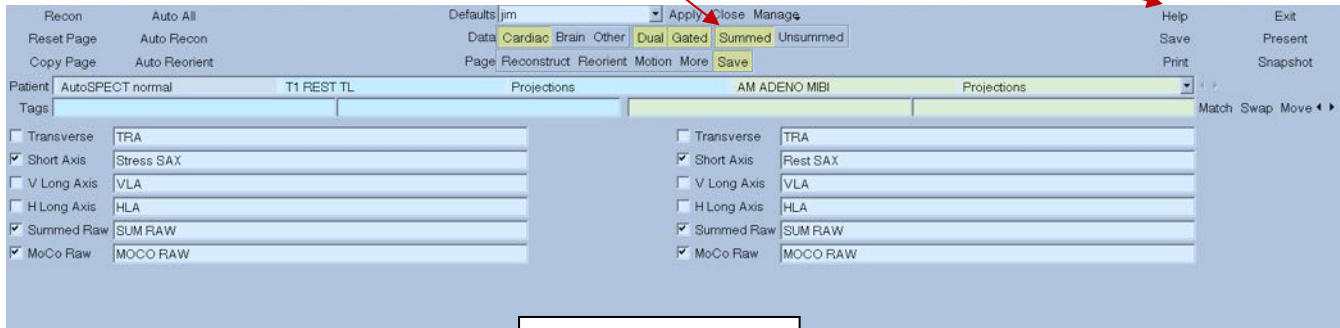 Recon Auto All Defaults jim Apply Close Manage Help Exit
Reset Page Auto Recon Data Cardiac Brain Other Dual Gated Summed Unsummed Save Present
Copy Page Auto Reorient Page Reconstruct Reorient Motion More Save Print Snapshot
Patient AutoSPECT normal T1 REST TL Projections AM ADENO MIBI Projections
Tags Match Swap Move
Transverse TRA Transverse TRA
Short Axis Stress SAX Short Axis Rest SAX
V Long Axis VLA V Long Axis VLA
H Long Axis HLA H Long Axis HLA
Summed Raw SUM RAW Summed Raw SUM RAW
MoCo Raw MOCO RAW MoCo Raw MOCO RAW